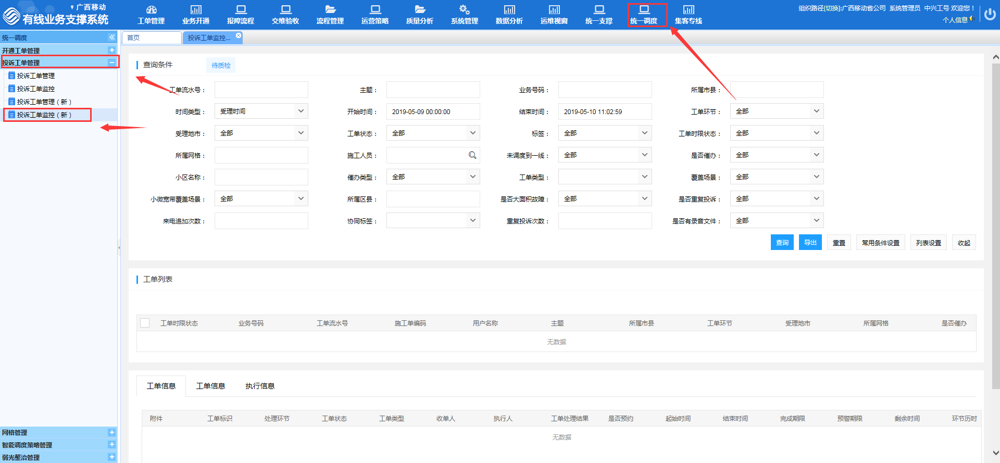 广西移动
有线业务支撑系统
工单管理 业务开通 报障流程 交维验收 流程管理 运营策略 质量分析 系统管理 数据分析 运维视窗 统一支撑 统一调度 集客专线
组织路径[切换]:广西移动省公司 系统管理员 中兴工号 欢迎您！
个人信息
统一调度
开通工单管理
投诉工单管理
投诉工单管理
投诉工单监控
投诉工单管理（新）
投诉工单监控（新）
网格管理
智能调度策略管理
弱光整治管理
首页 投诉工单监控...
查询条件 待质检
工单流水号： 主题： 业务号码： 所属市县：
时间类型： 受理时间 开始时间： 2019-05-09 00:00:00 结束时间： 2019-05-10 11:02:59 工单环节： 全部
受理地市： 全部 工单状态： 全部 标签： 全部 工单时限状态： 全部
所属网格： 施工人员： 未调度到一线： 全部 是否催办： 全部
小区名称： 催办类型： 全部 工单类型： 覆盖场景： 全部
小微宽带覆盖场景： 全部 所属区县： 是否大面积故障： 全部 是否重复投诉： 全部
来电追加次数： 协同标签： 重复投诉次数： 是否有录音文件： 全部
查询 导出 重置 常用条件设置 列表设置 收起
工单列表
工单时限状态 业务号码 工单流水号 施工单编码 用户名称 主题 所属市县 工单环节 受理地市 所属网格 是否催办
无数据
工单信息 工单信息 执行信息
附件 工单标识 处理环节 工单状态 工单类型 收单人 执行人 工单处理结果 是否预约 起始时间 结束时间 完成期限 预警期限 剩余时间 环节历时
无数据